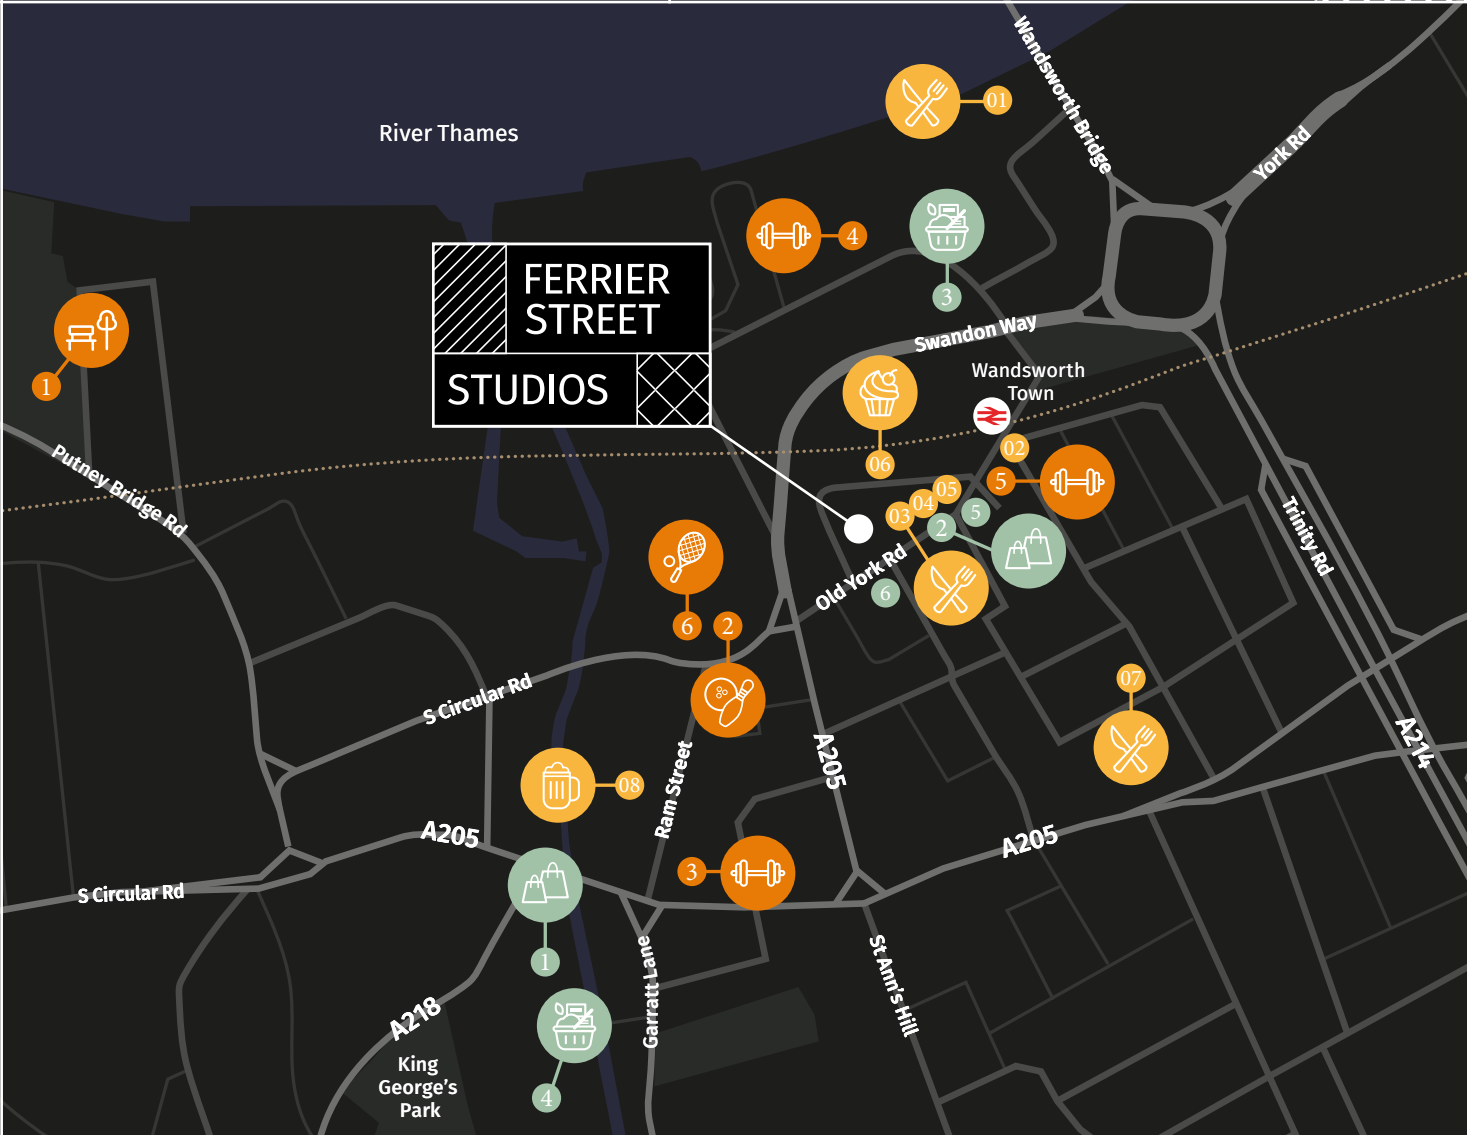 Wandsworth Bridge
01
River Thames
York Rd
4
3
FERRIER
STREET
STUDIOS
Swandon Way
1
Wandsworth
Town
06
02
5
05
04
03
5
2
Putney Bridge Rd
Trinity Rd
Old York Rd
6
6
2
07
S Circular Rd
A205
Ram Street
A214
08
A205
A205
3
S Circular Rd
1
Garratt Lane
St Ann's Hill
A218
King
George's
Park
4